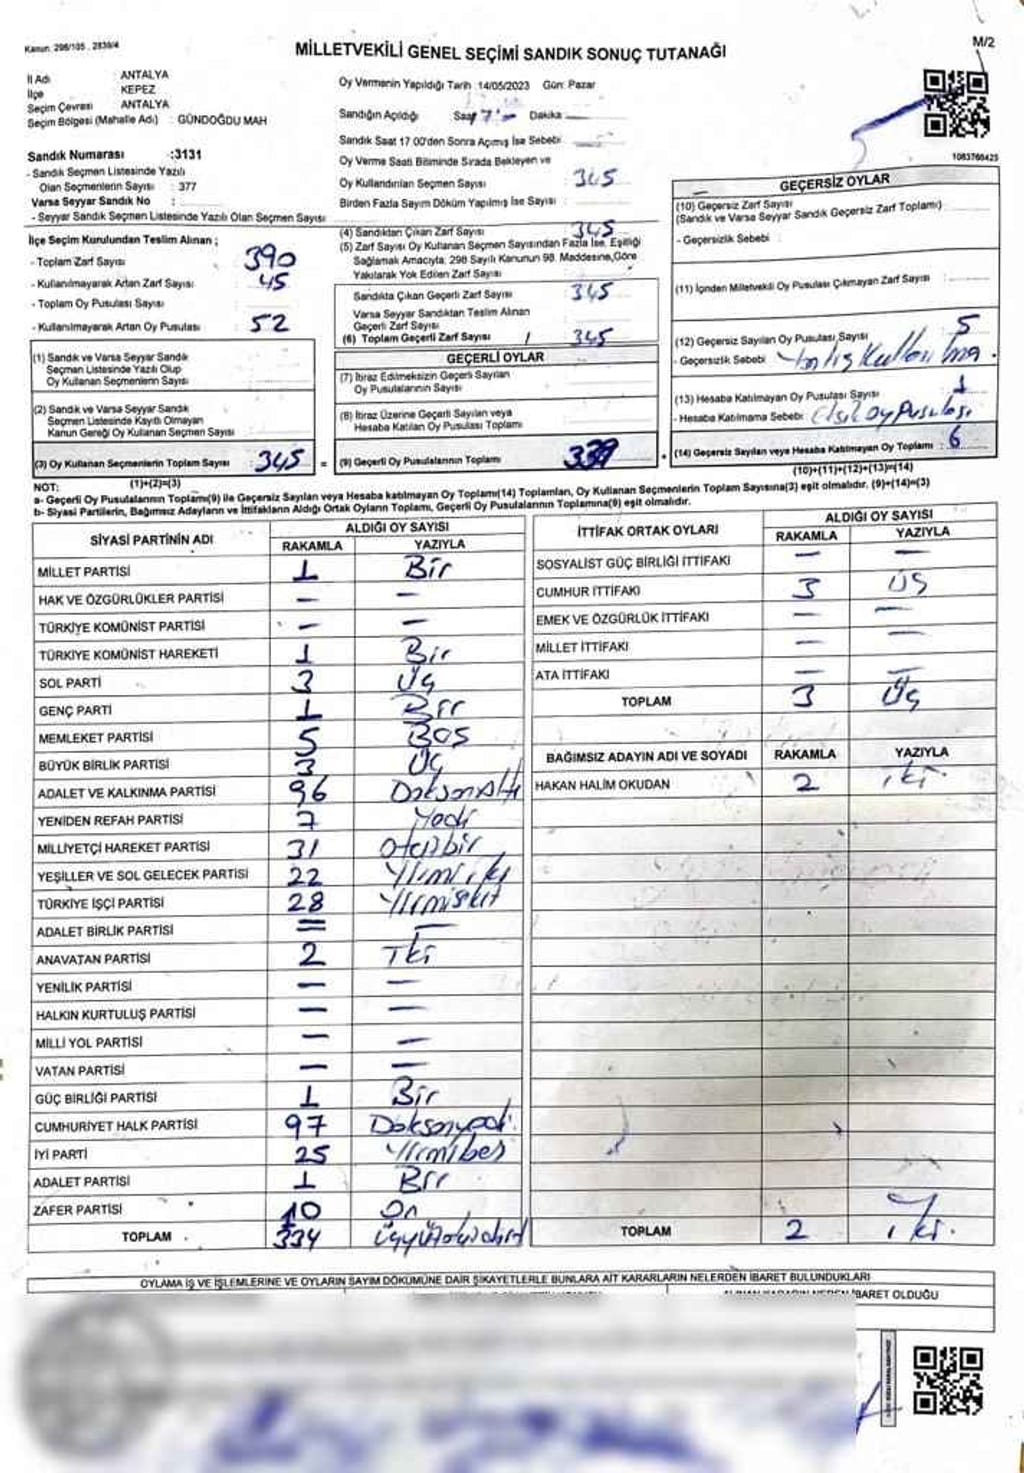 Kanun: 298/105 . 2839/4
MİLLETVEKİLİ GENEL SEÇİMİ SANDIK SONUÇ TUTANAĞI
M/2
İl Adı : ANTALYA
İlçe : KEPEZ
Seçim Çevresi : ANTALYA
Seçim Bölgesi (Mahalle Adı) : GÜNDOĞDU MAH
Sandık Numarası :3131
- Sandık Seçmen Listesinde Yazılı
Olan Seçmenlerin Sayısı : 377
Varsa Seyyar Sandık No :
- Seyyar Sandık Seçmen Listesinde Yazılı Olan Seçmen Sayısı
Oy Vermenin Yapıldığı Tarih :14/05/2023 Gün: Pazar
Sandığın Açıldığı Saat 7 Dakika
Sandık Saat 17:00'den Sonra Açılmış İse Sebebi
Oy Verme Saati Bitiminde Sırada Bekleyen ve
Oy Kullandırılan Seçmen Sayısı : 345
Birden Fazla Sayım Döküm Yapılmış İse Sayısı :
1083766425
İlçe Seçim Kurulundan Teslim Alınan ;
- Toplam Zarf Sayısı : 390
- Kullanılmayarak Artan Zarf Sayısı : 45
- Toplam Oy Pusulası Sayısı :
- Kullanılmayarak Artan Oy Pusulası : 52
(4) Sandıktan Çıkan Zarf Sayısı : 345
(5) Zarf Sayısı Oy Kullanan Seçmen Sayısından Fazla İse, Eşitliği
Sağlamak Amacıyla; 298 Sayılı Kanunun 98. Maddesine,Göre
Yakılarak Yok Edilen Zarf Sayısı :
Sandıkta Çıkan Geçerli Zarf Sayısı : 345
Varsa Seyyar Sandıktan Teslim Alınan
Geçerli Zarf Sayısı
(6) Toplam Geçerli Zarf Sayısı : 345
GEÇERSİZ OYLAR
(10) Geçersiz Zarf Sayısı
(Sandık ve Varsa Seyyar Sandık Geçersiz Zarf Toplamı)
- Geçersizlik Sebebi :
(11) İçinden Milletvekili Oy Pusulası Çıkmayan Zarf Sayısı :
(12) Geçersiz Sayılan Oy Pusulası Sayısı : 5
- Geçersizlik Sebebi : Yanlış Kullanılma.
(13) Hesaba Katılmayan Oy Pusulası Sayısı : 1
- Hesaba Katılmama Sebebi : Oy Pusulası
(14) Geçersiz Sayılan veya Hesaba Katılmayan Oy Toplamı : 6
(10)+(11)+(12)+(13)=(14)
(1) Sandık ve Varsa Seyyar Sandık
Seçmen Listesinde Yazılı Olup
Oy Kullanan Seçmenlerin Sayısı :
(2) Sandık ve Varsa Seyyar Sandık
Seçmen Listesinde Kayıtlı Olmayan
Kanun Gereği Oy Kullanan Seçmen Sayısı :
(3) Oy Kullanan Seçmenlerin Toplam Sayısı : 345 =
(1)+(2)=(3)
GEÇERLİ OYLAR
(7) İtiraz Edilmeksizin Geçerli Sayılan
Oy Pusulalarının Sayısı :
(8) İtiraz Üzerine Geçerli Sayılan veya
Hesaba Katılan Oy Pusulası Toplamı :
(9) Geçerli Oy Pusulalarının Toplamı : 339 +
NOT:
a- Geçerli Oy Pusulalarının Toplamı(9) ile Geçersiz Sayılan veya Hesaba katılmayan Oy Toplamı(14) Toplamları, Oy Kullanan Seçmenlerin Toplam Sayısına(3) eşit olmalıdır. (9)+(14)=(3)
b- Siyasi Partilerin, Bağımsız Adayların ve İttifakların Aldığı Ortak Oyların Toplamı, Geçerli Oy Pusulalarının Toplamına(9) eşit olmalıdır.
SİYASİ PARTİNİN ADI ALDIĞI OY SAYISI
RAKAMLA YAZIYLA
MİLLET PARTİSİ 1 Bir
HAK VE ÖZGÜRLÜKLER PARTİSİ — —
TÜRKİYE KOMÜNİST PARTİSİ — —
TÜRKİYE KOMÜNİST HAREKETİ 1 Bir
SOL PARTİ 3 Üç
GENÇ PARTİ 1 Bir
MEMLEKET PARTİSİ 5 Beş
BÜYÜK BİRLİK PARTİSİ 3 Üç
ADALET VE KALKINMA PARTİSİ 96 Doksanaltı
YENİDEN REFAH PARTİSİ 7 Yedi
MİLLİYETÇİ HAREKET PARTİSİ 31 Otuzbir
YEŞİLLER VE SOL GELECEK PARTİSİ 22 Yirmi iki
TÜRKİYE İŞÇİ PARTİSİ 28 Yirmisekiz
ADALET BİRLİK PARTİSİ = —
ANAVATAN PARTİSİ 2 İki
YENİLİK PARTİSİ — —
HALKIN KURTULUŞ PARTİSİ — —
MİLLİ YOL PARTİSİ — —
VATAN PARTİSİ — —
GÜÇ BİRLİĞİ PARTİSİ 1 Bir
CUMHURİYET HALK PARTİSİ 97 Doksanyedi
İYİ PARTİ 25 Yirmibeş
ADALET PARTİSİ 1 Bir
ZAFER PARTİSİ 10 On
TOPLAM 334 Üçyüzotuzdört
İTTİFAK ORTAK OYLARI ALDIĞI OY SAYISI
RAKAMLA YAZIYLA
SOSYALİST GÜÇ BİRLİĞİ İTTİFAKI — —
CUMHUR İTTİFAKI 3 Üç
EMEK VE ÖZGÜRLÜK İTTİFAKI — —
MİLLET İTTİFAKI — —
ATA İTTİFAKI — —
TOPLAM 3 Üç
BAĞIMSIZ ADAYIN ADI VE SOYADI RAKAMLA YAZIYLA
HAKAN HALİM OKUDAN 2 iki
TOPLAM 2 iki.
OYLAMA İŞ VE İŞLEMLERİNE VE OYLARIN SAYIM DÖKÜMÜNE DAİR ŞİKAYETLERLE BUNLARA AİT KARARLARIN NELERDEN İBARET BULUNDUKLARI
İBARET OLDUĞU